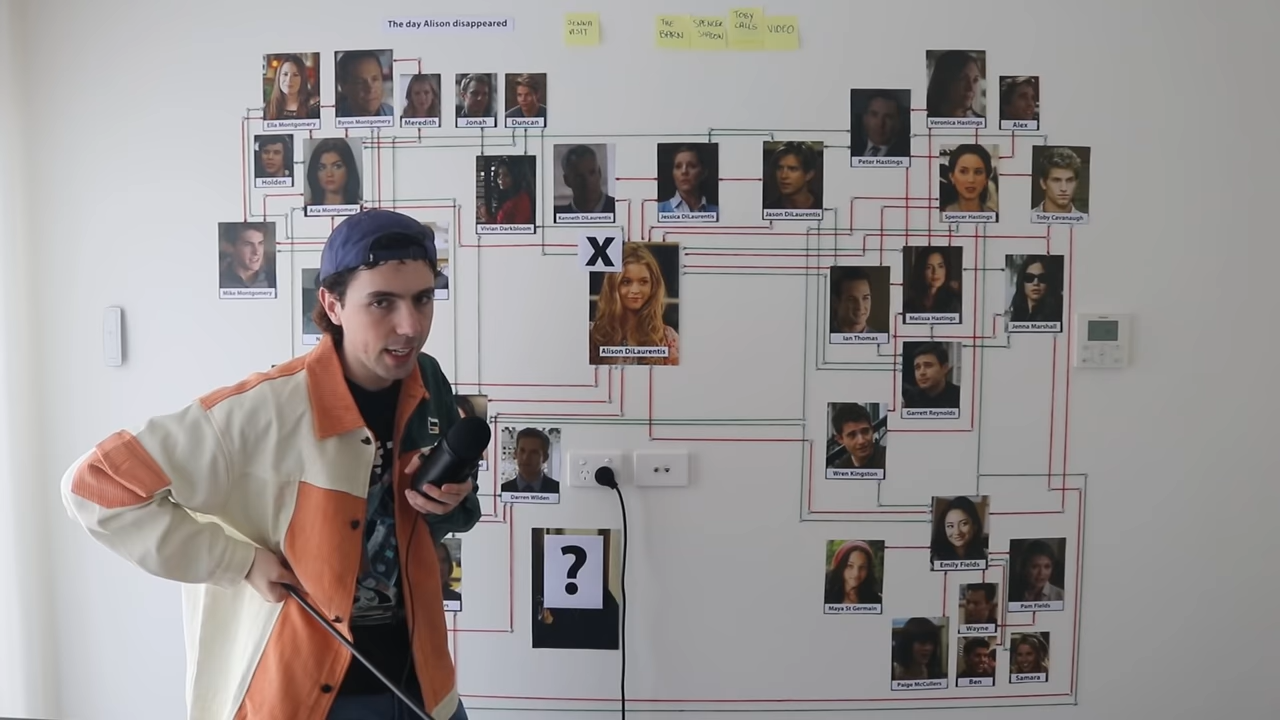 The day Alison disappeared
JENNA
VISIT
THE
BARN
SPENCER
SHADOW
TOBY
CALLS
VIDEO
Ella Montgomery
Byron Montgomery
Meredith
Jonah
Duncan
Veronica Hastings
Alex
Peter Hastings
Holden
Aria Montgomery
Vivian Darkbloom
Kenneth DiLaurentis
Jessica DiLaurentis
Jason DiLaurentis
Spencer Hastings
Toby Cavanaugh
X
Mike Montgomery
Alison DiLaurentis
Ian Thomas
Melissa Hastings
Jenna Marshall
Garrett Reynolds
Wren Kingston
Darren Wilden
?
Emily Fields
Maya St Germain
Pam Fields
Wayne
Paige McCullers
Ben
Samara